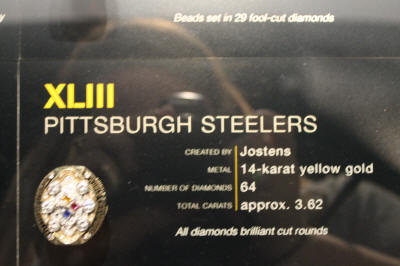 Beads set in 29 fool-cut diamonds
XLIII
PITTSBURGH STEELERS
CREATED BY Jostens
METAL 14-karat yellow gold
NUMBER OF DIAMONDS 64
TOTAL CARATS approx. 3.62
All diamonds brilliant cut rounds